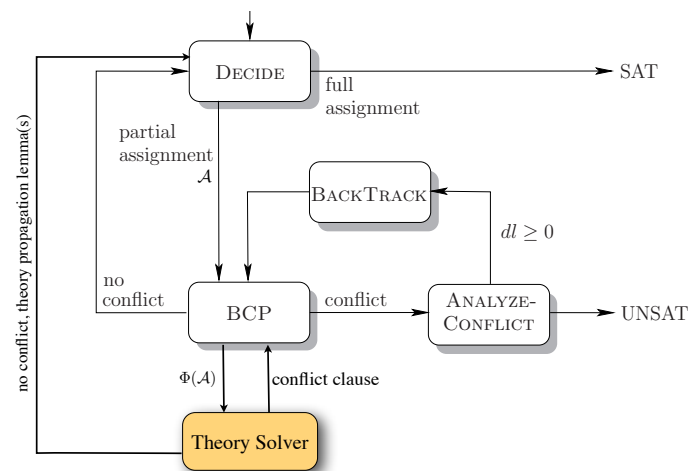 DECIDE
SAT
full
assignment
partial
assignment
𝒜
BACKTRACK
dl ≥ 0
no
conflict
BCP
conflict
ANALYZE-
CONFLICT
UNSAT
Φ(𝒜)
conflict clause
Theory Solver
no conflict, theory propagation lemma(s)